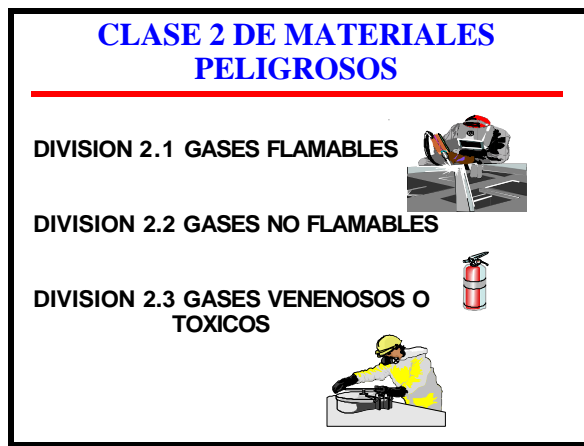 CLASE 2 DE MATERIALES
PELIGROSOS
DIVISION 2.1 GASES FLAMABLES
DIVISION 2.2 GASES NO FLAMABLES
DIVISION 2.3 GASES VENENOSOS O
TOXICOS